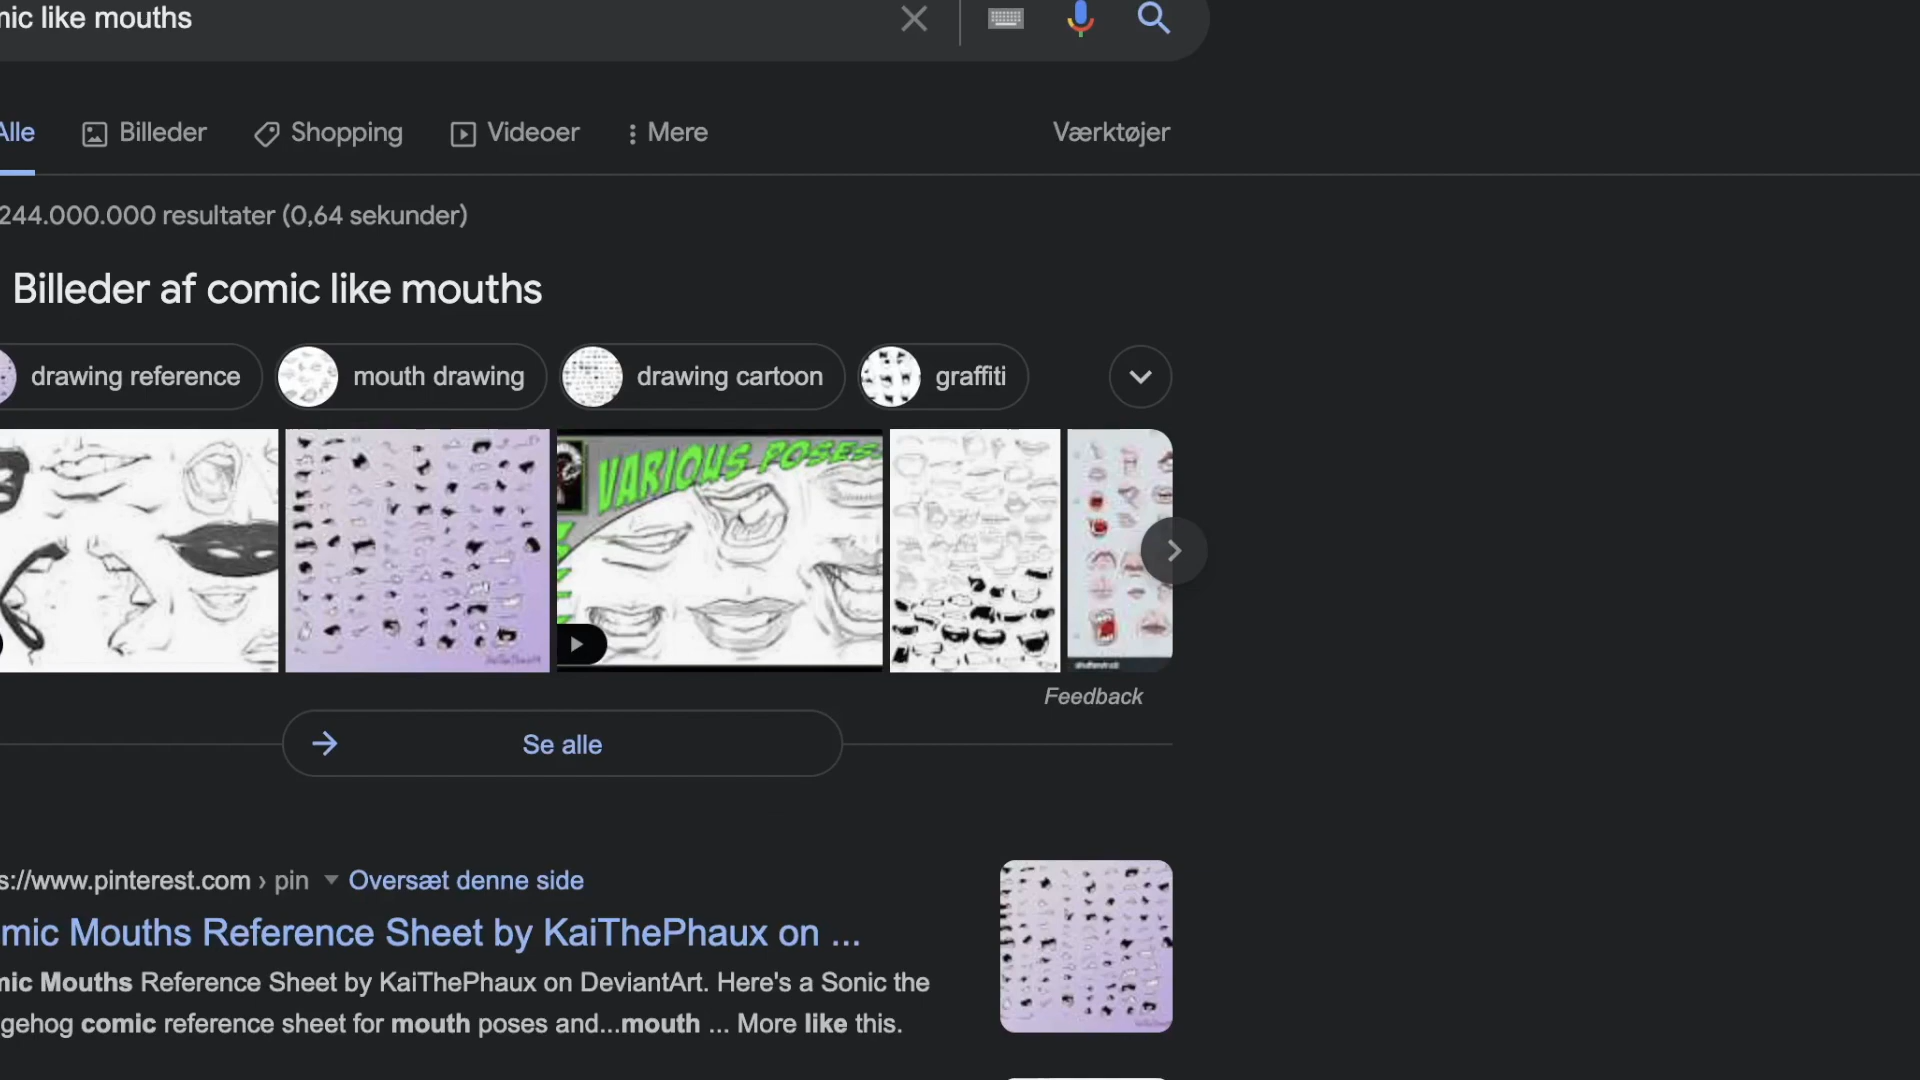 mic like mouths
Alle Billeder Shopping Videoer Mere Værktøjer
244.000.000 resultater (0,64 sekunder)
Billeder af comic like mouths
drawing reference mouth drawing drawing cartoon graffiti
VARIOUS POSES
Feedback
Se alle
s://www.pinterest.com › pin Oversæt denne side
mic Mouths Reference Sheet by KaiThePhaux on ...
mic Mouths Reference Sheet by KaiThePhaux on DeviantArt. Here's a Sonic the
gehog comic reference sheet for mouth poses and...mouth ... More like this.